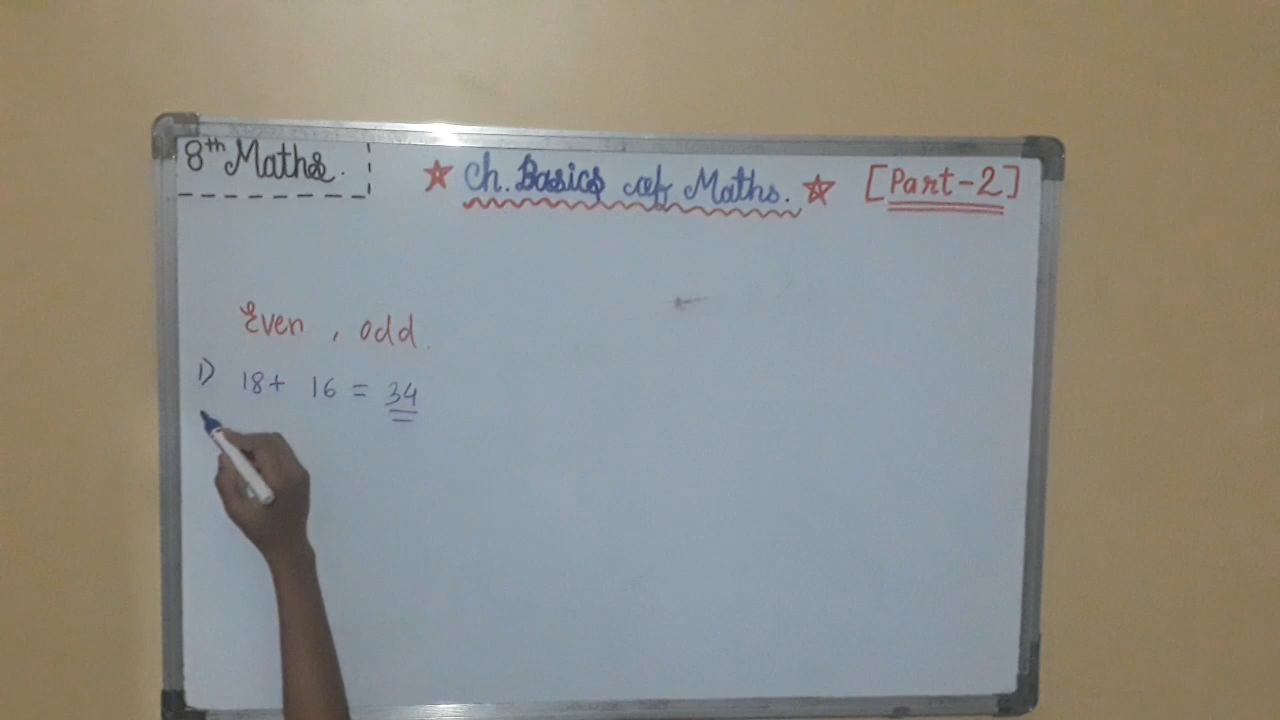 8th Maths.
☆ Ch. Basics of Maths. ☆ [Part-2]
Even , odd.
1) 18+ 16 = 34